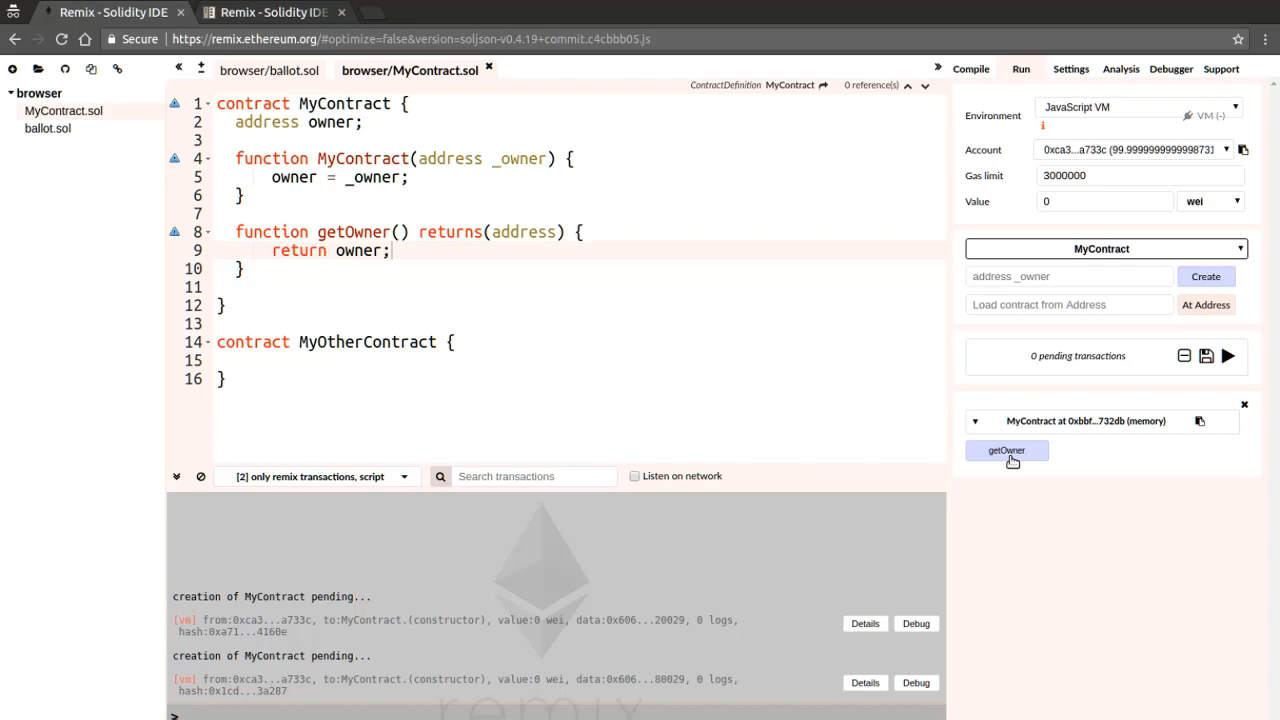 Remix - Solidity IDE
Remix - Solidity IDE
Secure
https://remix.ethereum.org/#optimize=false&version=soljson-v0.4.19+commit.c4cbbb05.js
browser
MyContract.sol
ballot.sol
browser/ballot.sol
browser/MyContract.sol
ContractDefinition MyContract
0 reference(s)
1 contract MyContract {
2 address owner;
3
4 function MyContract(address _owner) {
5 owner = _owner;
6 }
7
8 function getOwner() returns(address) {
9 return owner;
10 }
11
12 }
13
14 contract MyOtherContract {
15
16 }
[2] only remix transactions, script
Search transactions
Listen on network
creation of MyContract pending...
[vm] from:0xca3...a733c, to:MyContract.(constructor), value:0 wei, data:0x606...20029, 0 logs,
hash:0xa71...4160e
Details
Debug
creation of MyContract pending...
[vm] from:0xca3...a733c, to:MyContract.(constructor), value:0 wei, data:0x606...80029, 0 logs,
hash:0x1cd...3a287
Details
Debug
remix
>
Compile
Run
Settings
Analysis
Debugger
Support
Environment
JavaScript VM
VM (-)
Account
0xca3...a733c (99.9999999999998731
Gas limit
3000000
Value
0
wei
MyContract
address _owner
Create
Load contract from Address
At Address
0 pending transactions
MyContract at 0xbbf...732db (memory)
getOwner